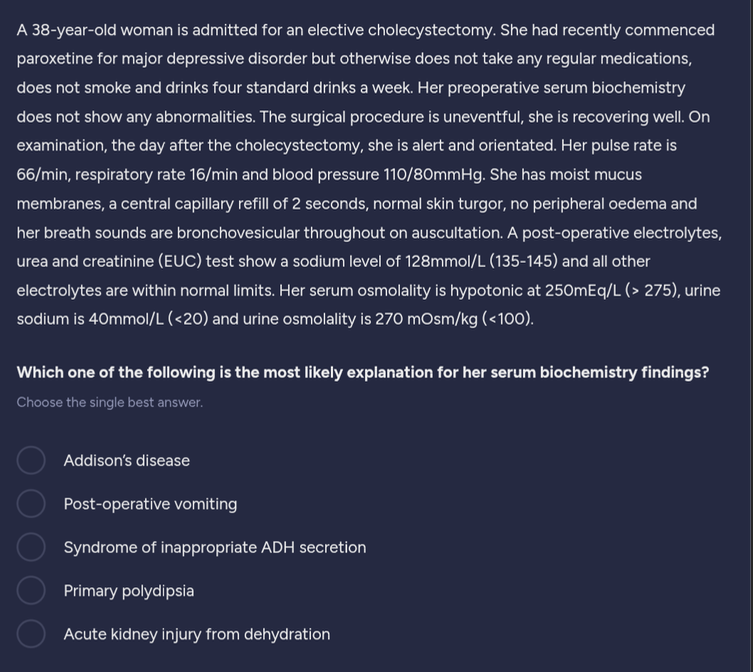 A 38-year-old woman is admitted for an elective cholecystectomy. She had recently commenced
paroxetine for major depressive disorder but otherwise does not take any regular medications,
does not smoke and drinks four standard drinks a week. Her preoperative serum biochemistry
does not show any abnormalities. The surgical procedure is uneventful, she is recovering well. On
examination, the day after the cholecystectomy, she is alert and orientated. Her pulse rate is
66/min, respiratory rate 16/min and blood pressure 110/80mmHg. She has moist mucus
membranes, a central capillary refill of 2 seconds, normal skin turgor, no peripheral oedema and
her breath sounds are bronchovesicular throughout on auscultation. A post-operative electrolytes,
urea and creatinine (EUC) test show a sodium level of 128mmol/L (135-145) and all other
electrolytes are within normal limits. Her serum osmolality is hypotonic at 250mEq/L (> 275), urine
sodium is 40mmol/L (<20) and urine osmolality is 270 mOsm/kg (<100).
Which one of the following is the most likely explanation for her serum biochemistry findings?
Choose the single best answer.
Addison's disease
Post-operative vomiting
Syndrome of inappropriate ADH secretion
Primary polydipsia
Acute kidney injury from dehydration